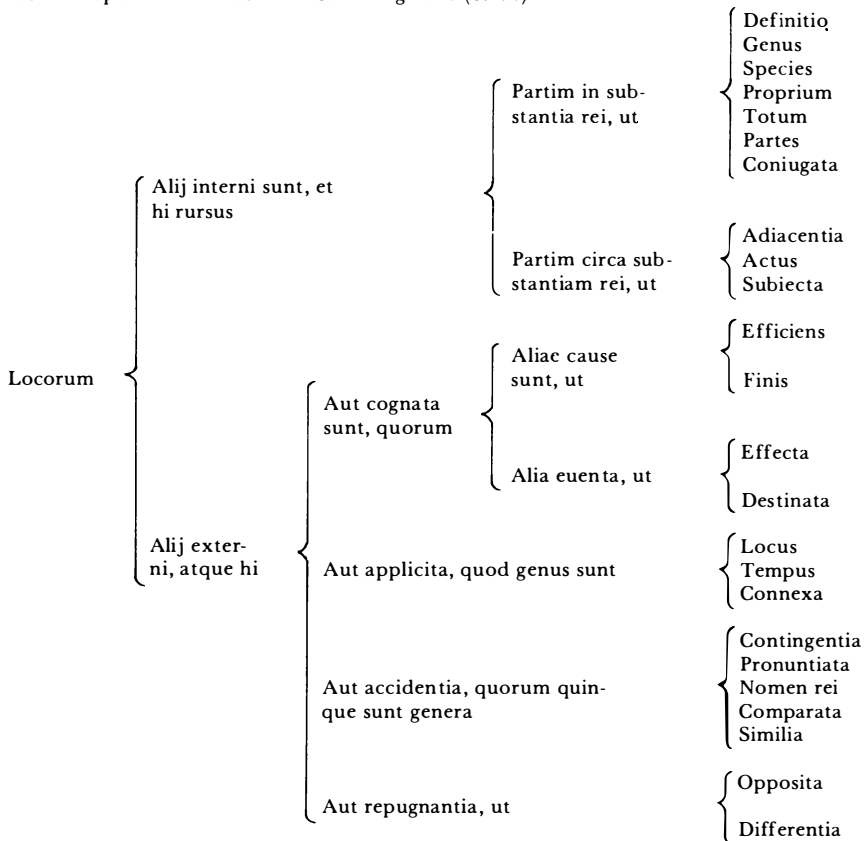 Definitio
Genus
Species
Partim in sub-
stantia rei, ut
Proprium
Totum
Partes
Coniugata
Alij interni sunt, et
hi rursus
Partim circa sub-
stantiam rei, ut
Adiacentia
Actus
Subiecta
Locorum
Aliae cause
sunt, ut
Efficiens
Finis
Aut cognata
sunt, quorum
Alia euenta, ut
Effecta
Destinata
Alij exter-
ni, atque hi
Aut applicita, quod genus sunt
Locus
Tempus
Connexa
Aut accidentia, quorum quin-
que sunt genera
Contingentia
Pronuntiata
Nomen rei
Comparata
Similia
Aut repugnantia, ut
Opposita
Differentia